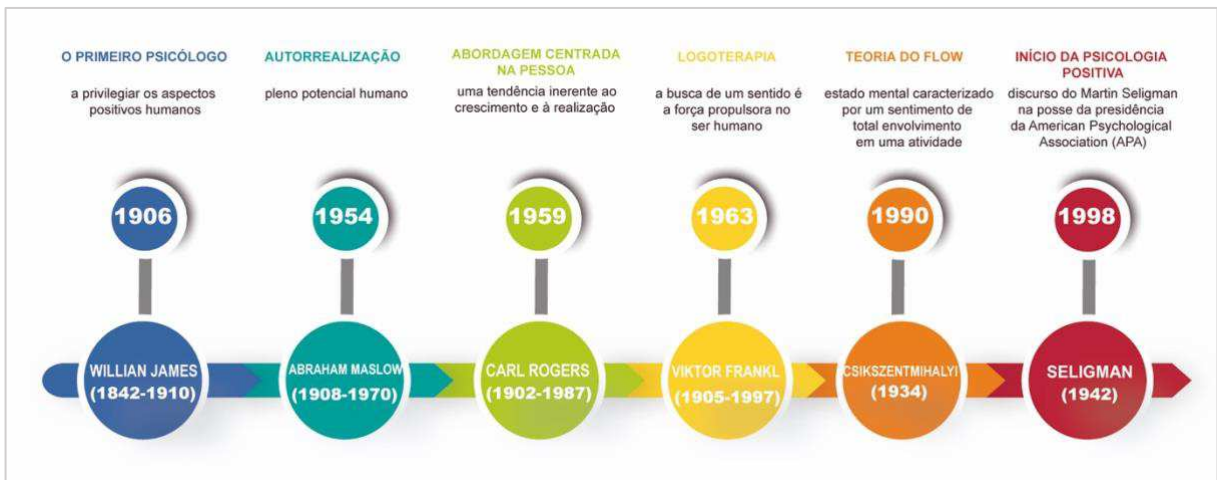 O PRIMEIRO PSICÓLOGO
a privilegiar os aspectos
positivos humanos
1906
WILLIAN JAMES
(1842-1910)
AUTORREALIZAÇÃO
pleno potencial humano
1954
ABRAHAM MASLOW
(1908-1970)
ABORDAGEM CENTRADA
NA PESSOA
uma tendência inerente ao
crescimento e à realização
1959
CARL ROGERS
(1902-1987)
LOGOTERAPIA
a busca de um sentido é
a força propulsora no
ser humano
1963
VIKTOR FRANKL
(1905-1997)
TEORIA DO FLOW
estado mental caracterizado
por um sentimento de
total envolvimento
em uma atividade
1990
CSIKSZENTMIHALYI
(1934)
INÍCIO DA PSICOLOGIA
POSITIVA
discurso do Martin Seligman
na posse da presidência
da American Psychological
Association (APA)
1998
SELIGMAN
(1942)